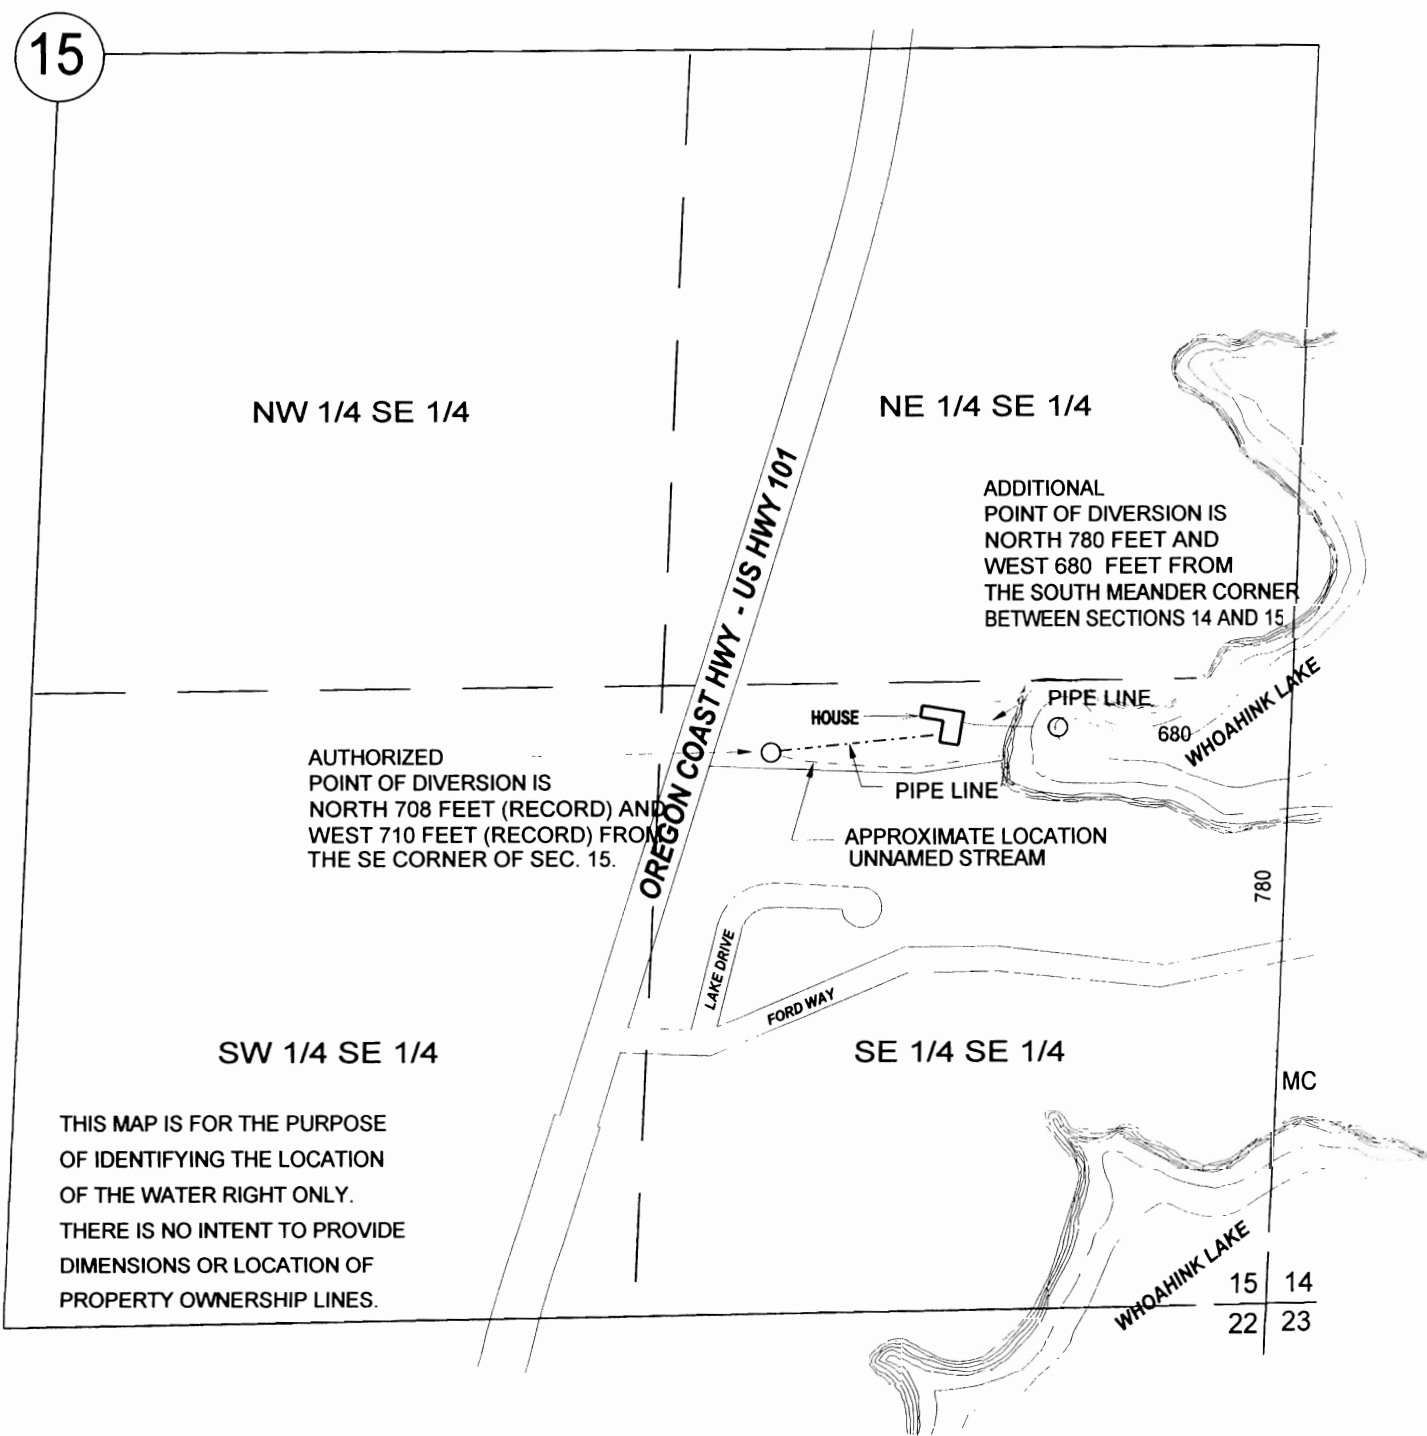 15
NW 1/4 SE 1/4
NE 1/4 SE 1/4
OREGON COAST HWY - US HWY 101
ADDITIONAL
POINT OF DIVERSION IS
NORTH 780 FEET AND
WEST 680 FEET FROM
THE SOUTH MEANDER CORNER
BETWEEN SECTIONS 14 AND 15
WHOAHINK LAKE
PIPE LINE
HOUSE
680
AUTHORIZED
POINT OF DIVERSION IS
NORTH 708 FEET (RECORD) AND
WEST 710 FEET (RECORD) FROM
THE SE CORNER OF SEC. 15.
PIPE LINE
APPROXIMATE LOCATION
UNNAMED STREAM
780
LAKE DRIVE
FORD WAY
SW 1/4 SE 1/4
SE 1/4 SE 1/4
MC
THIS MAP IS FOR THE PURPOSE
OF IDENTIFYING THE LOCATION
OF THE WATER RIGHT ONLY.
THERE IS NO INTENT TO PROVIDE
DIMENSIONS OR LOCATION OF
PROPERTY OWNERSHIP LINES.
WHOAHINK LAKE
15 14
22 23